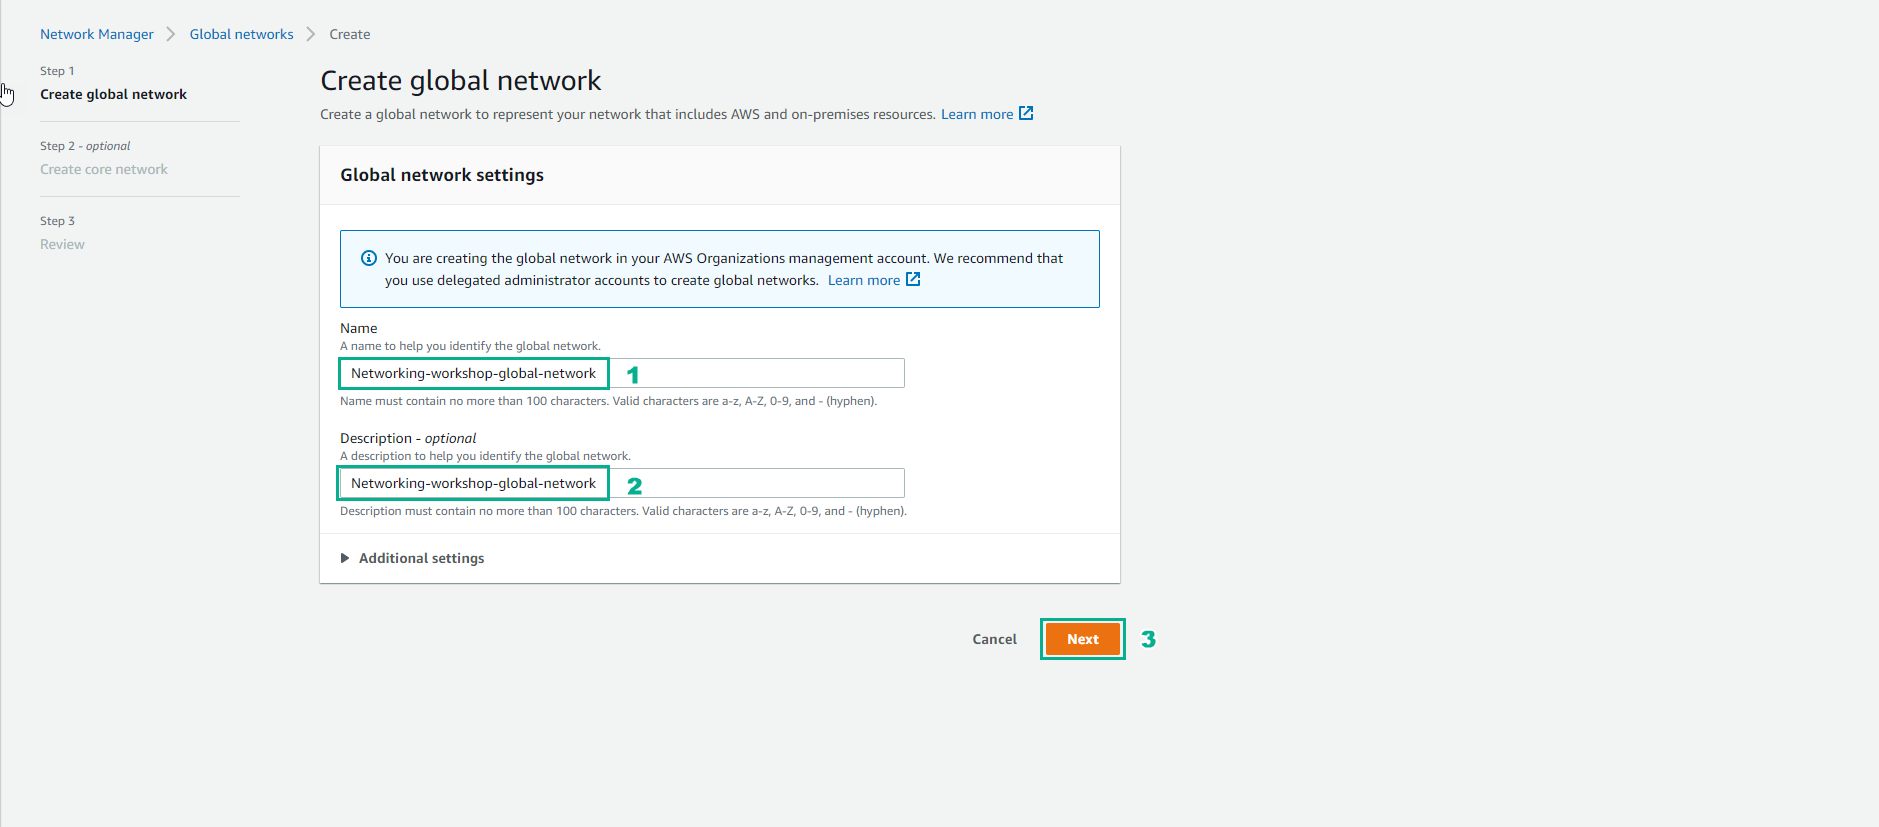 Network Manager > Global networks > Create
Step 1
Create global network
Step 2 - optional
Create core network
Step 3
Review
Create global network
Create a global network to represent your network that includes AWS and on-premises resources. Learn more
Global network settings
You are creating the global network in your AWS Organizations management account. We recommend that
you use delegated administrator accounts to create global networks. Learn more
Name
A name to help you identify the global network.
Networking-workshop-global-network 1
Name must contain no more than 100 characters. Valid characters are a-z, A-Z, 0-9, and - (hyphen).
Description - optional
A description to help you identify the global network.
Networking-workshop-global-network 2
Description must contain no more than 100 characters. Valid characters are a-z, A-Z, 0-9, and - (hyphen).
Additional settings
Cancel Next 3